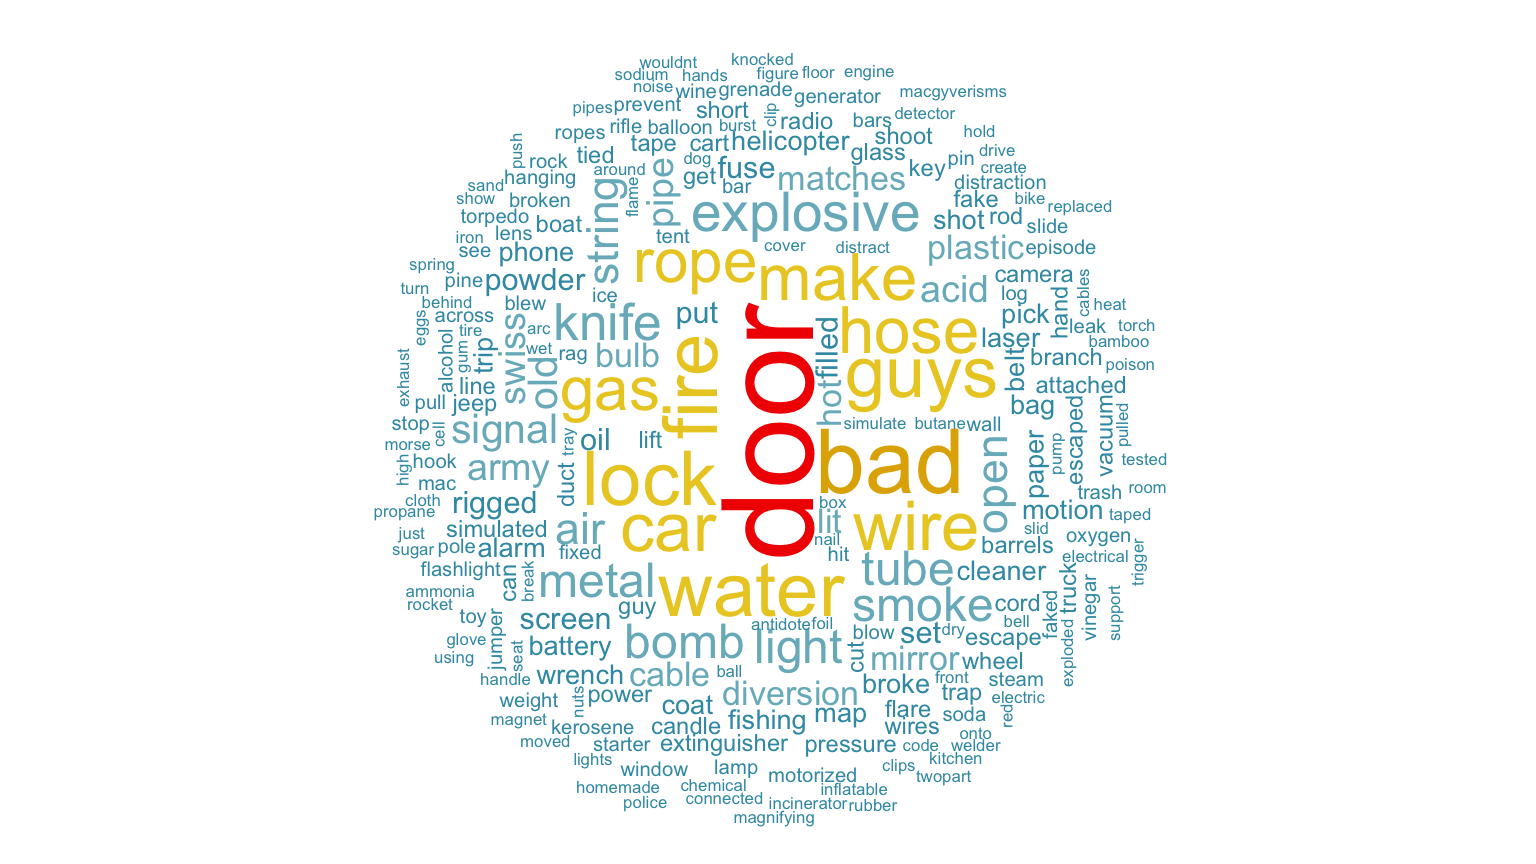 wouldnt
knocked
sodium
hands
figure
floor
engine
noise
wine
grenade
generator
macgyverisms
pipes
prevent
short
clip
radio
bars
detector
ropes
rifle
balloon
burst
tape
cart
helicopter
shoot
hold
push
rock
tied
dog
fuse
glass
key
pin
drive
create
hanging
around
get
bar
matches
distraction
sand
show
broken
flame
pipe
explosive
fake
bike
replaced
torpedo
boat
string
shot
rod
slide
iron
lens
tent
cover
distract
plastic
episode
see
phone
rope
make
acid
camera
spring
pine
powder
ice
log
cables
turn
behind
blew
put
heat
across
knife
hose
pick
hand
leak
torch
eggs
tire
arc
swiss
filled
laser
bamboo
alcohol
gum
trip
wet
rag
bulb
fire
door
guys
belt
branch
poison
exhaust
line
old
gas
hot
attached
pull
jeep
bag
stop
cell
signal
simulate
butane
wall
escaped
vacuum
pulled
morse
tray
oil
lift
bad
open
paper
pump
high
hook
army
lock
tested
mac
duct
trash
room
cloth
rigged
box
propane
car
lit
wire
motion
taped
just
simulated
air
nail
slid
oxygen
sugar
pole
alarm
fixed
hit
barrels
electrical
flashlight
can
break
metal
water
tube
cleaner
truck
trigger
ammonia
rocket
guy
smoke
cord
vinegar
support
toy
screen
antidote
foil
bell
faked
glove
jumper
battery
bomb
light
blow
set
dry
escape
exploded
using
seat
cut
mirror
wheel
handle
wrench
cable
ball
front
steam
weight
nuts
power
diversion
broke
trap
electric
magnet
coat
fishing
map
flare
soda
red
kerosene
candle
wires
onto
moved
starter
extinguisher
pressure
code
welder
lights
window
lamp
motorized
clips
kitchen
twopart
homemade
chemical
inflatable
police
connected
incinerator
rubber
magnifying